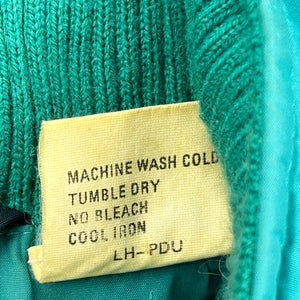 MACHINE WASH COLD
TUMBLE DRY
NO BLEACH
COOL IRON
LH-PDU